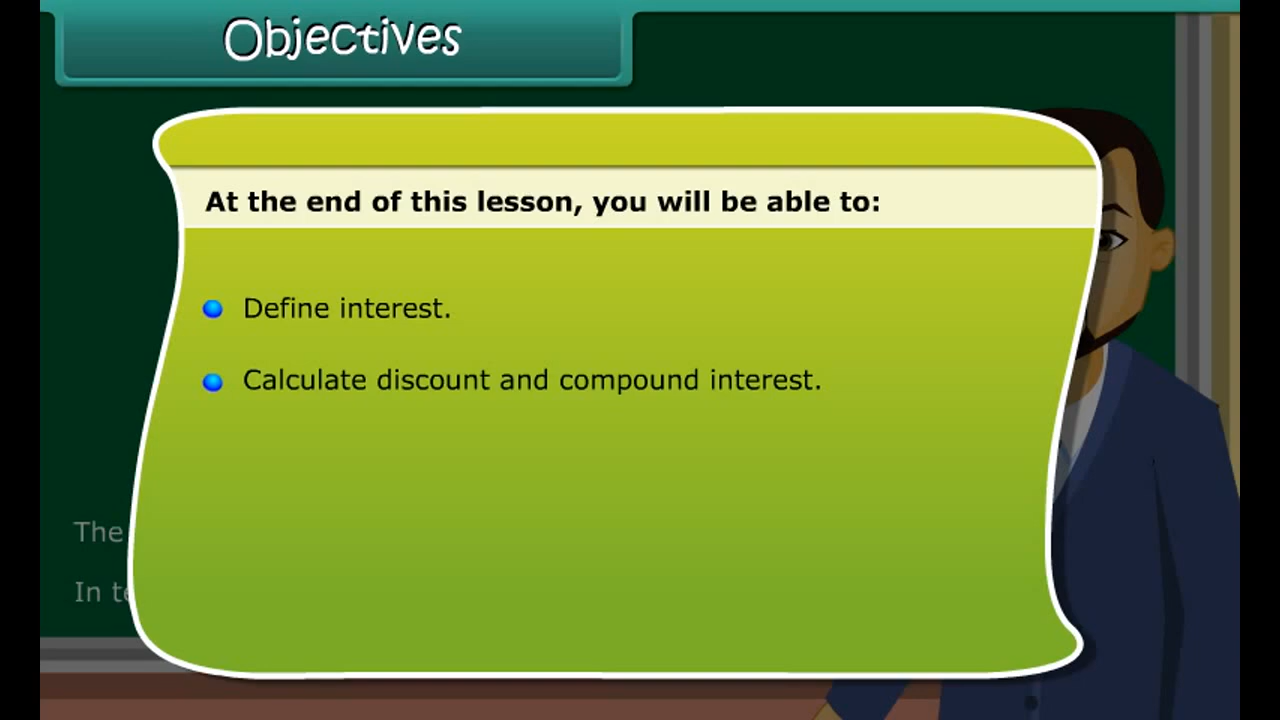 Objectives
At the end of this lesson, you will be able to:
Define interest.
Calculate discount and compound interest.
The
In